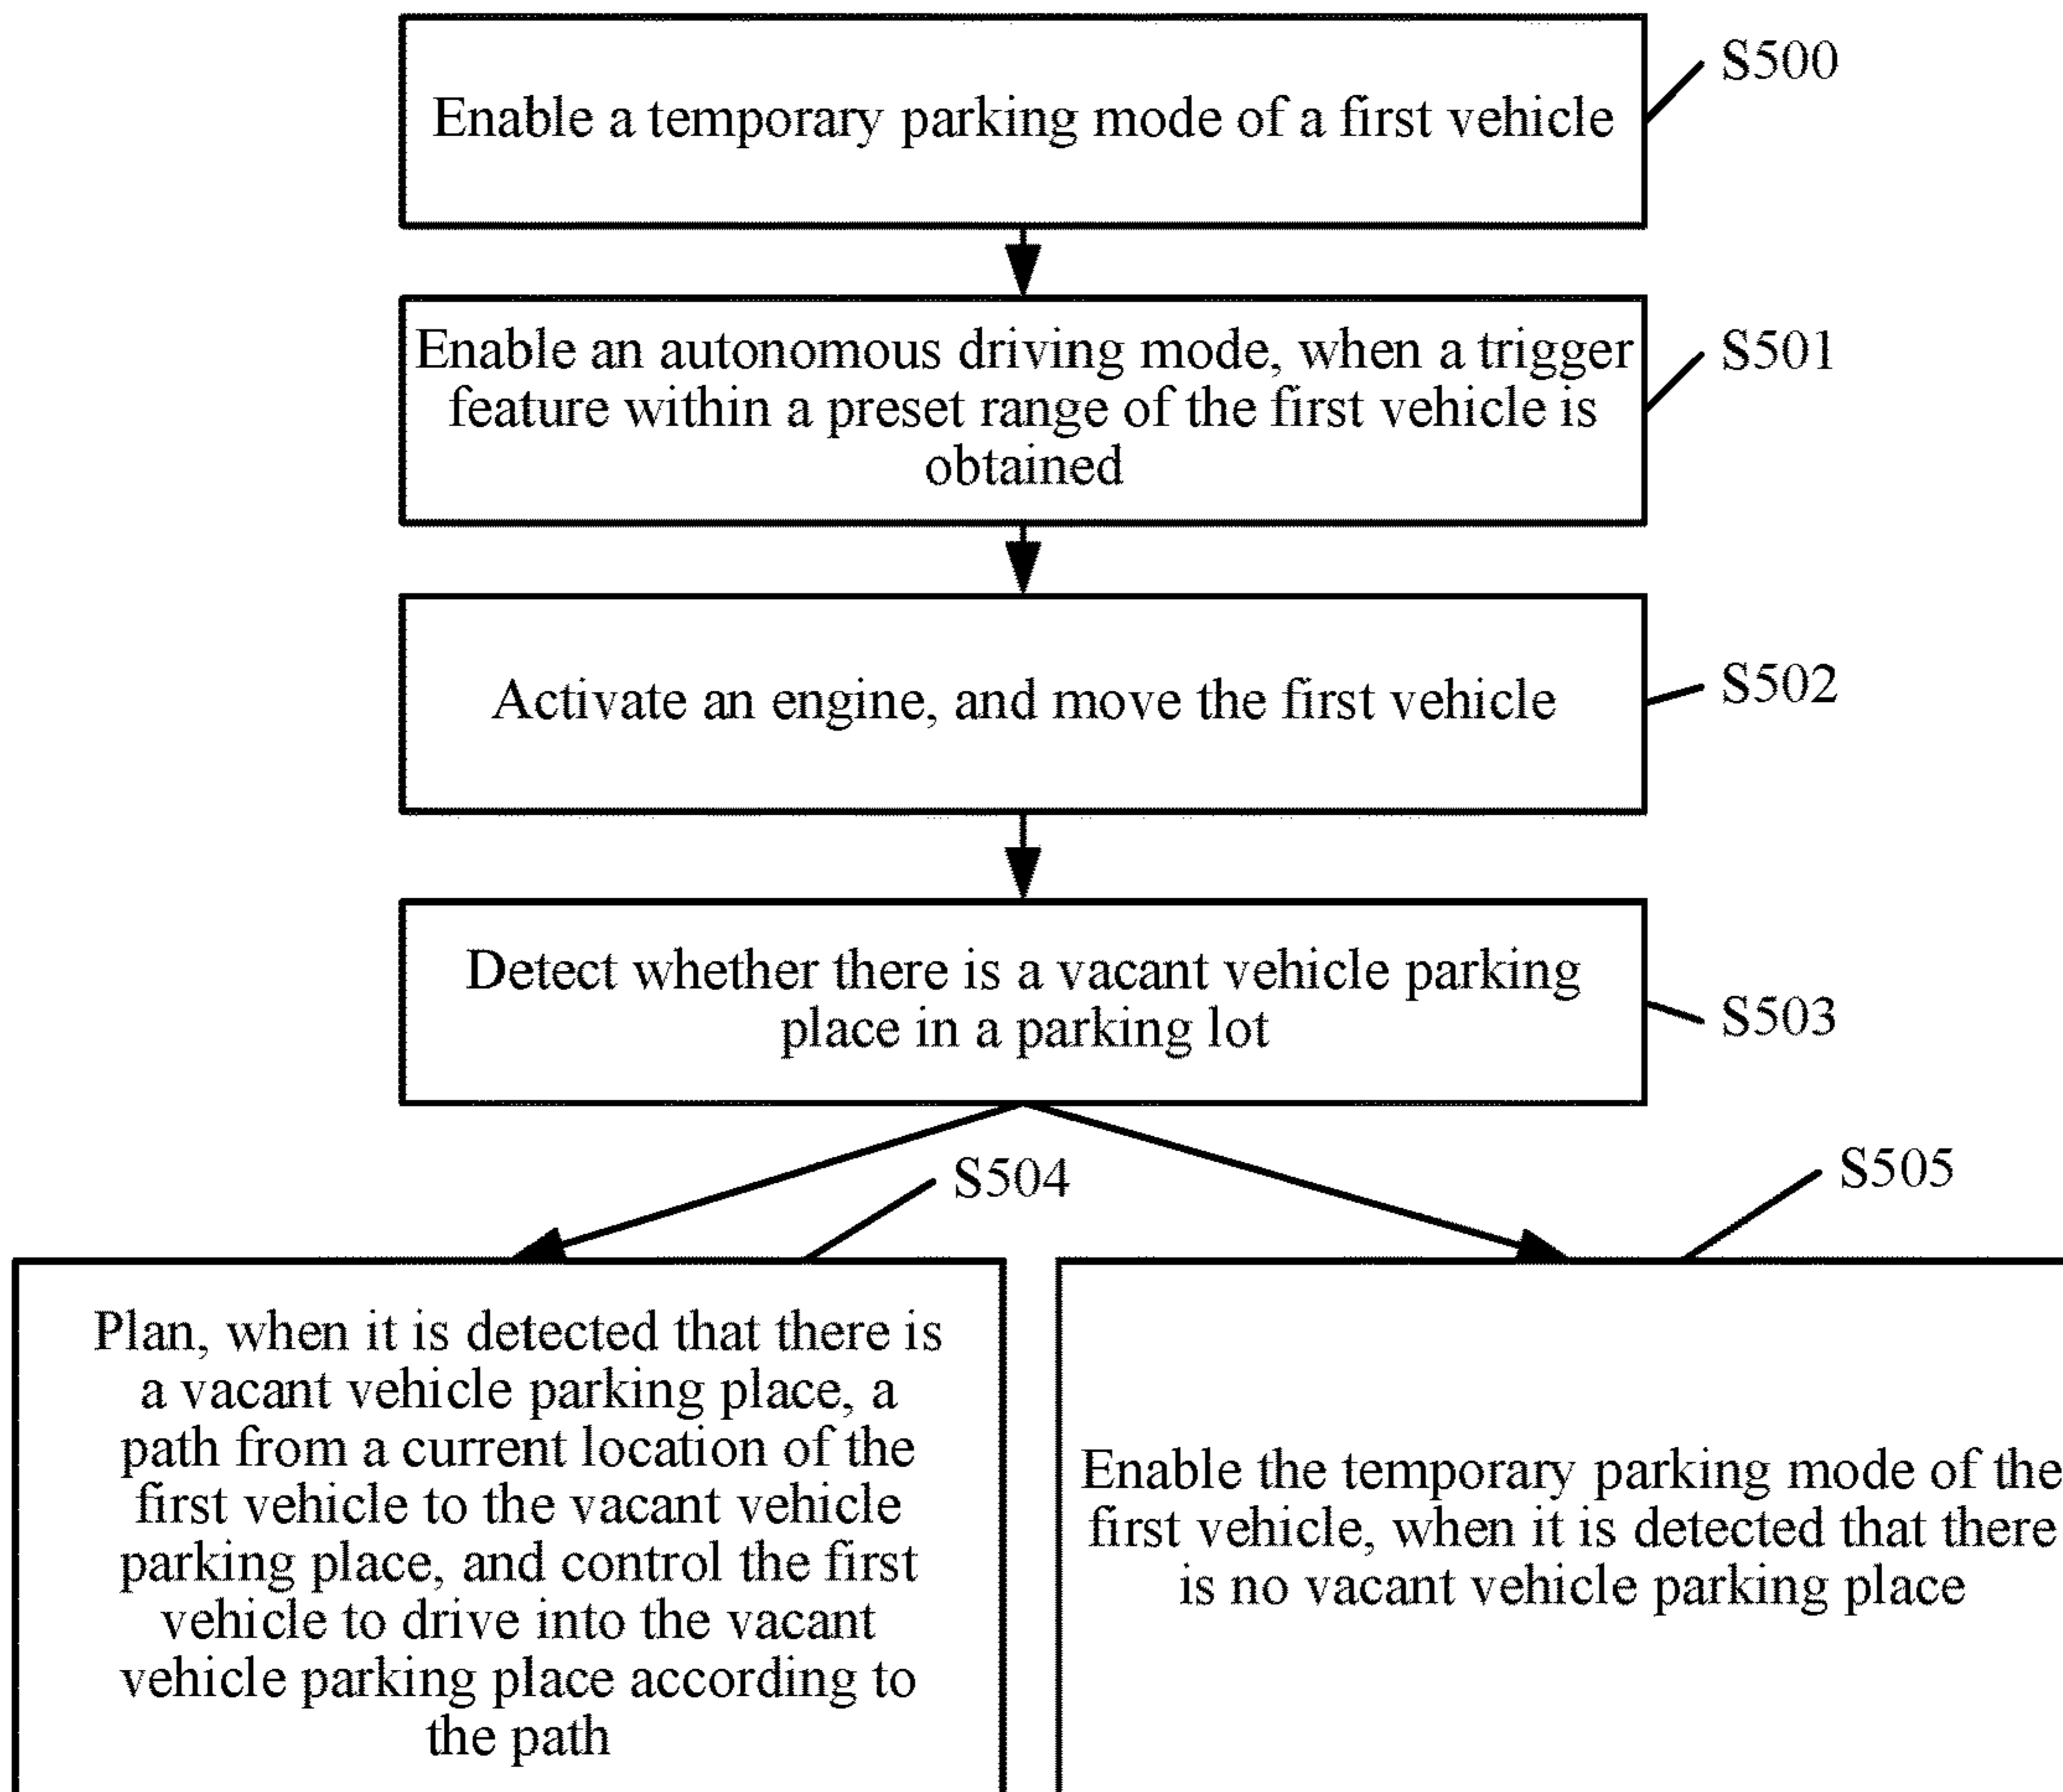 Enable a temporary parking mode of a first vehicle
S500
Enable an autonomous driving mode, when a trigger
feature within a preset range of the first vehicle is
obtained
S501
Activate an engine, and move the first vehicle
S502
Detect whether there is a vacant vehicle parking
place in a parking lot
S503
S504
Plan, when it is detected that there is
a vacant vehicle parking place, a
path from a current location of the
first vehicle to the vacant vehicle
parking place, and control the first
vehicle to drive into the vacant
vehicle parking place according to
the path
S505
Enable the temporary parking mode of the
first vehicle, when it is detected that there
is no vacant vehicle parking place